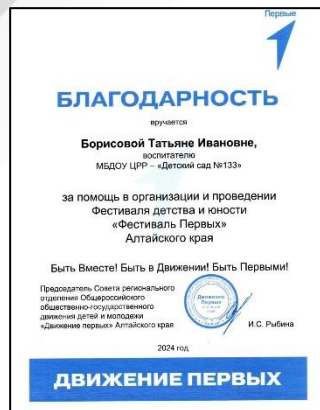 Первые
БЛАГОДАРНОСТЬ
вручается
Борисовой Татьяне Ивановне,
воспитателю
МБДОУ ЦРР – «Детский сад №133»
за помощь в организации и проведении
Фестиваля детства и юности
«Фестиваль Первых»
Алтайского края
Быть Вместе! Быть в Движении! Быть Первыми!
Председатель Совета регионального
отделения Общероссийского
общественно-государственного
движения детей и молодежи
«Движение первых» Алтайского края
Движение
Первых
И.С. Рыбина
2024 год
ДВИЖЕНИЕ ПЕРВЫХ